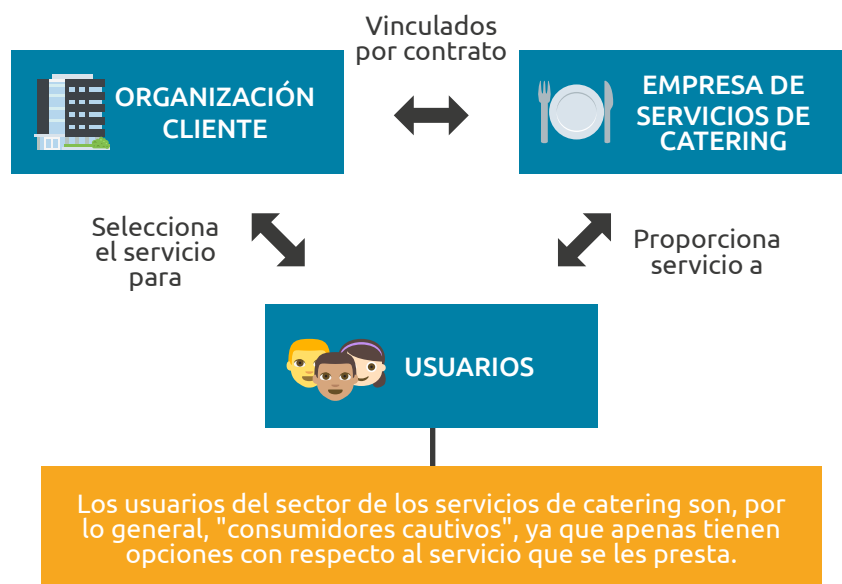 Vinculados
por contrato
ORGANIZACIÓN
CLIENTE
EMPRESA DE
SERVICIOS DE
CATERING
Selecciona
el servicio
para
Proporciona
servicio a
USUARIOS
Los usuarios del sector de los servicios de catering son, por
lo general, "consumidores cautivos", ya que apenas tienen
opciones con respecto al servicio que se les presta.